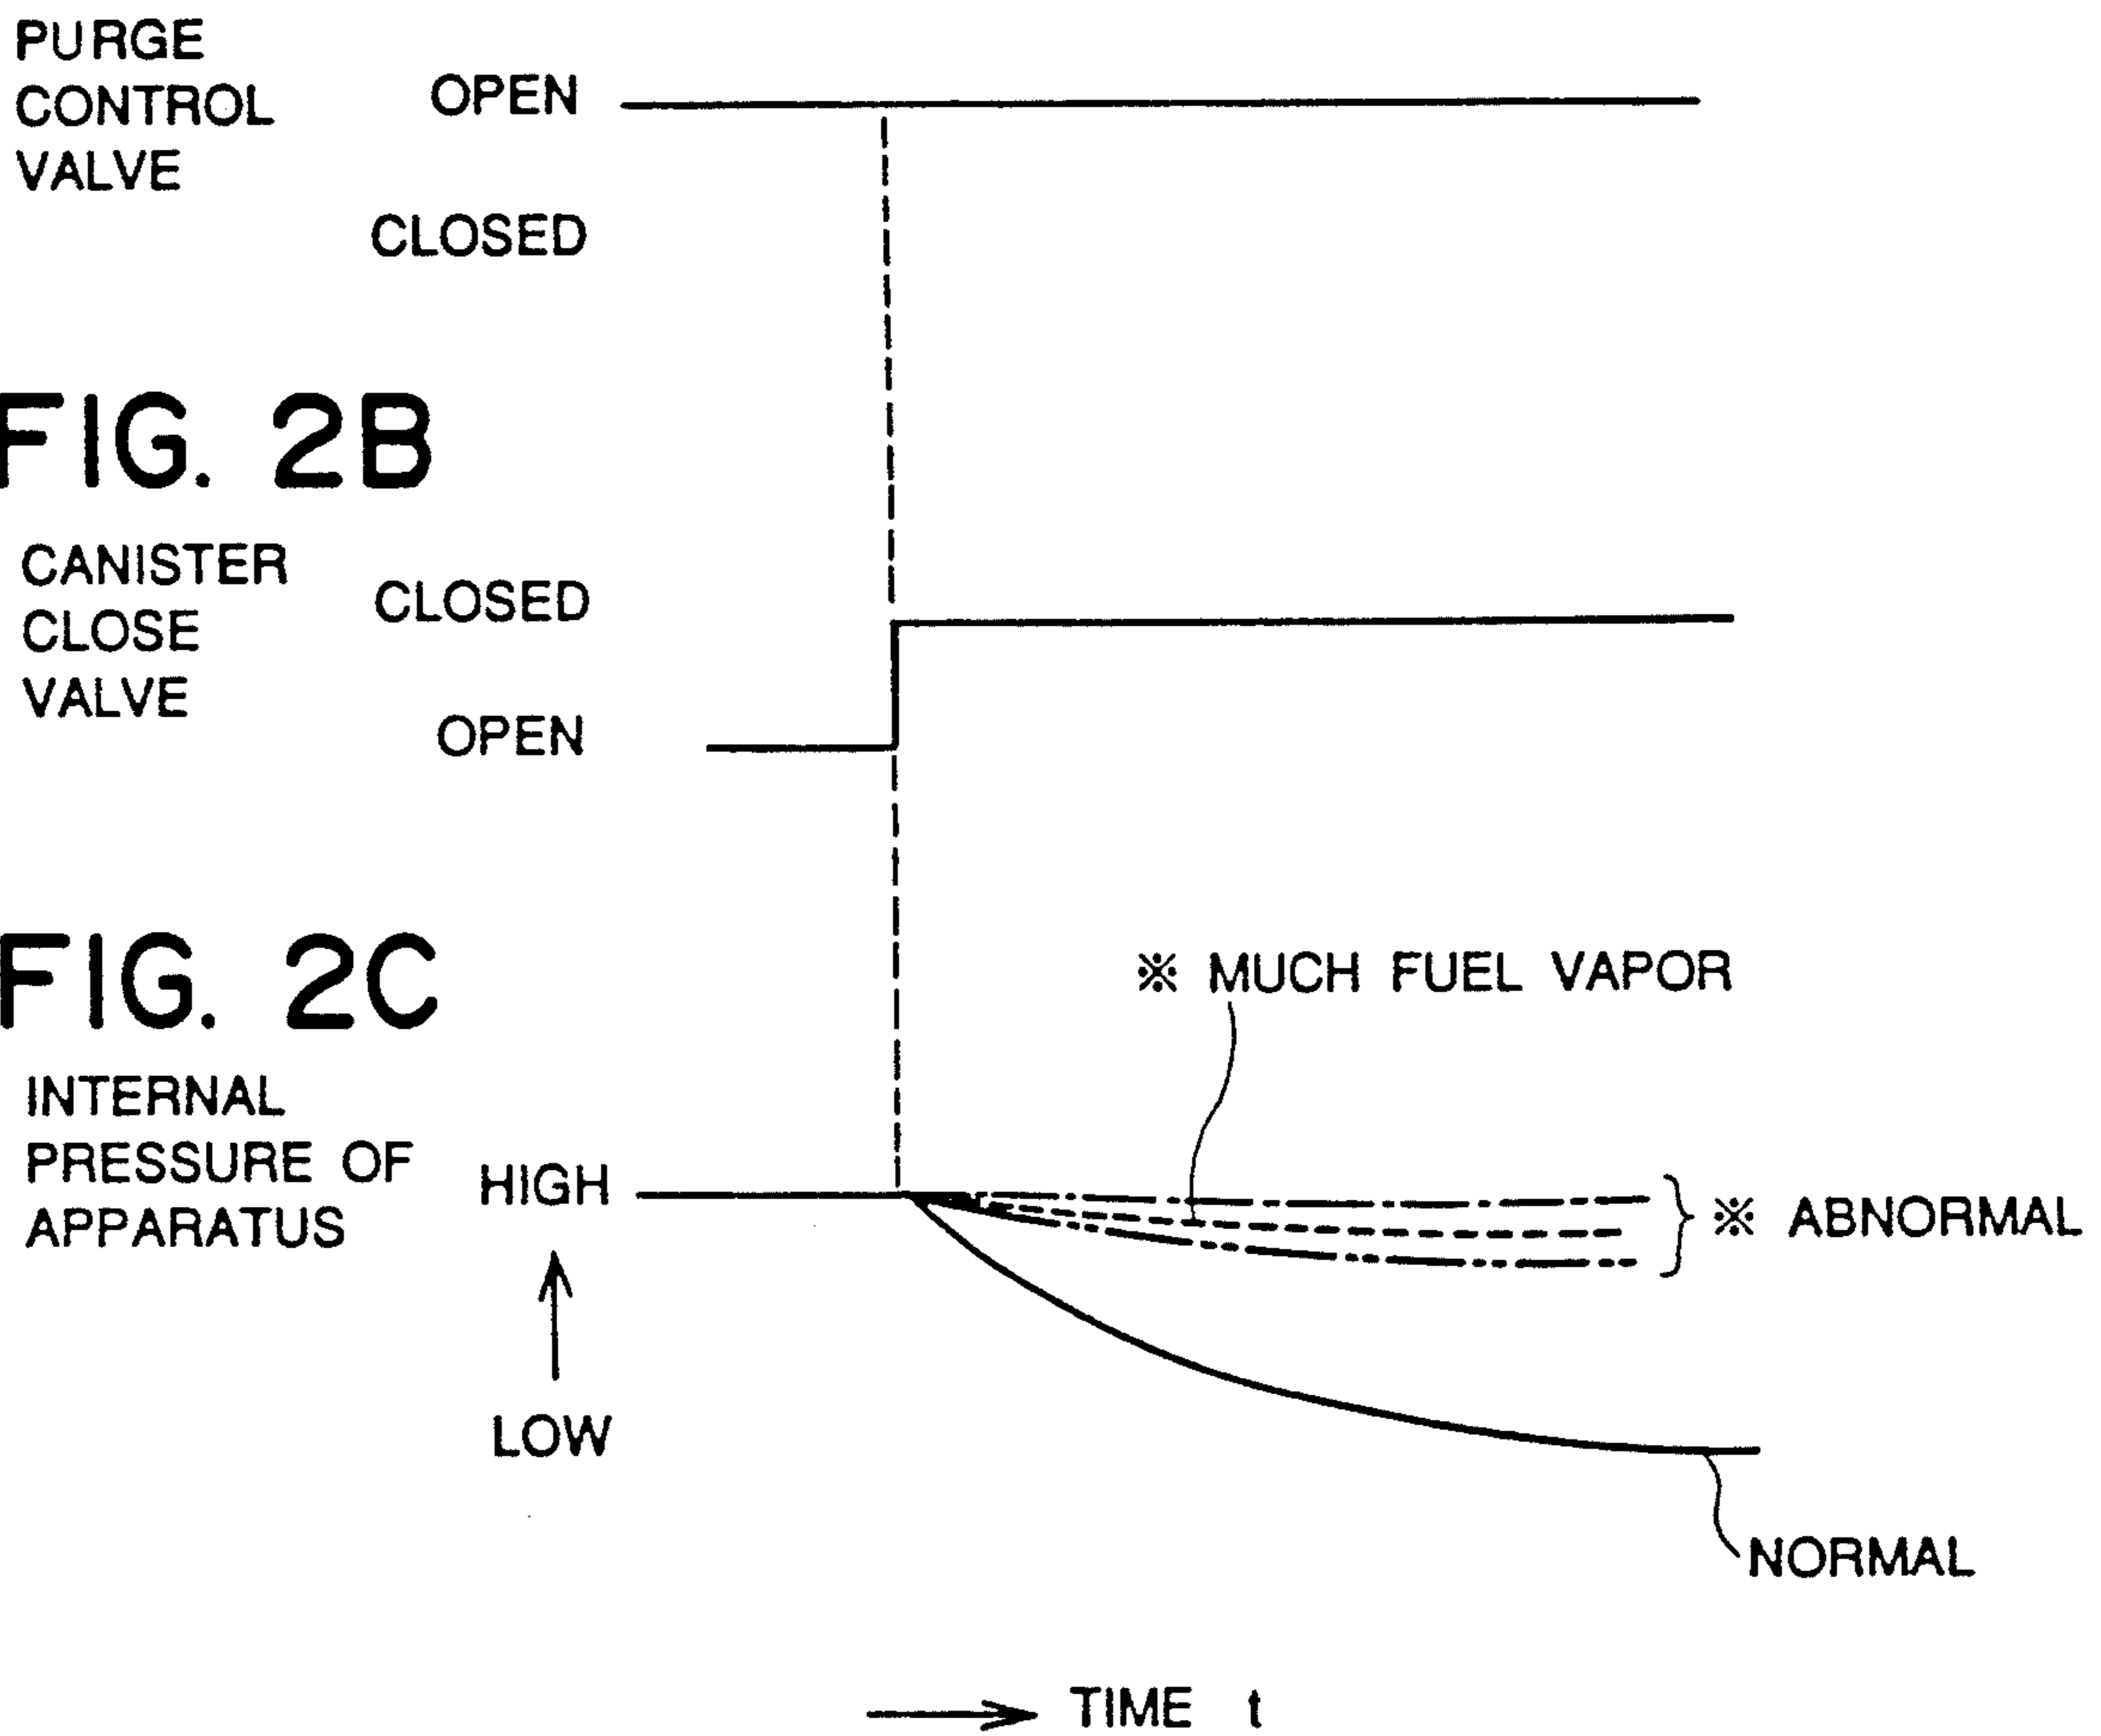 PURGE
CONTROL
VALVE
OPEN
CLOSED
FIG. 2B
CANISTER
CLOSE
VALVE
CLOSED
OPEN
FIG. 2C
INTERNAL
PRESSURE OF
APPARATUS
HIGH
LOW
※ MUCH FUEL VAPOR
※ ABNORMAL
NORMAL
TIME t